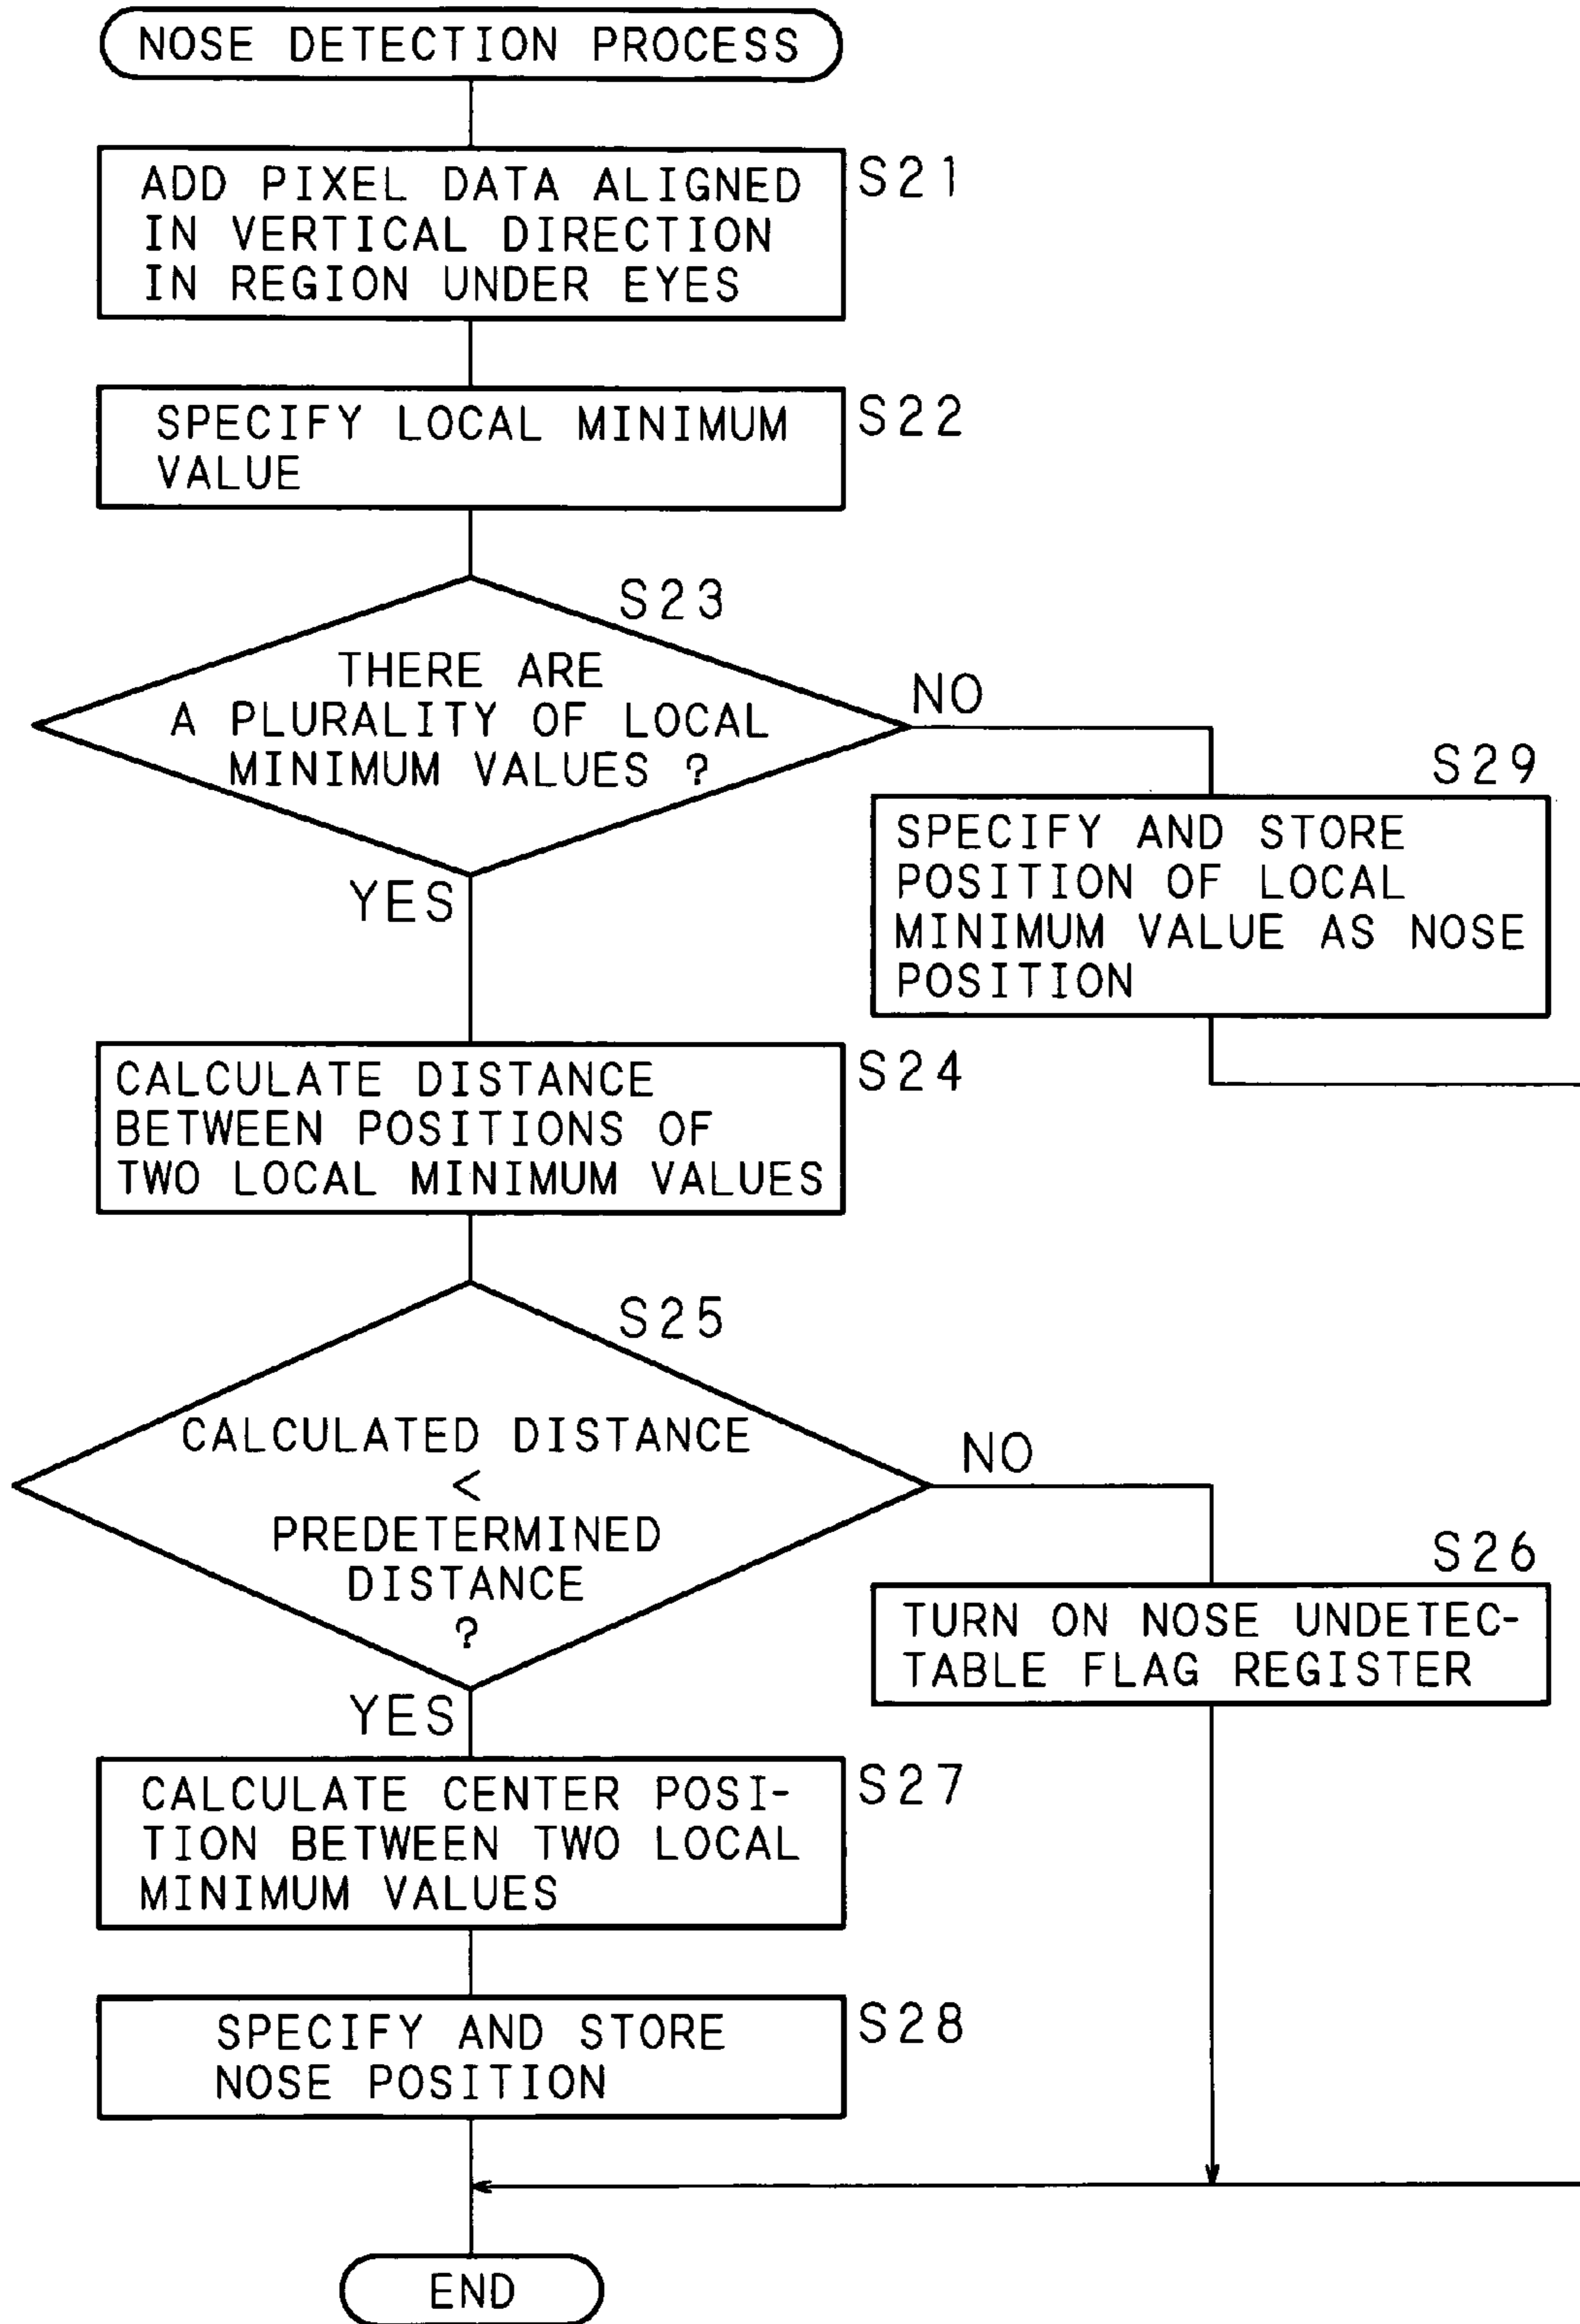 NOSE DETECTION PROCESS
S21
ADD PIXEL DATA ALIGNED
IN VERTICAL DIRECTION
IN REGION UNDER EYES
S22
SPECIFY LOCAL MINIMUM
VALUE
S23
THERE ARE
A PLURALITY OF LOCAL
MINIMUM VALUES ?
NO
YES
S29
SPECIFY AND STORE
POSITION OF LOCAL
MINIMUM VALUE AS NOSE
POSITION
S24
CALCULATE DISTANCE
BETWEEN POSITIONS OF
TWO LOCAL MINIMUM VALUES
S25
CALCULATED DISTANCE
<
PREDETERMINED
DISTANCE
?
NO
YES
S26
TURN ON NOSE UNDETEC-
TABLE FLAG REGISTER
S27
CALCULATE CENTER POSI-
TION BETWEEN TWO LOCAL
MINIMUM VALUES
S28
SPECIFY AND STORE
NOSE POSITION
END